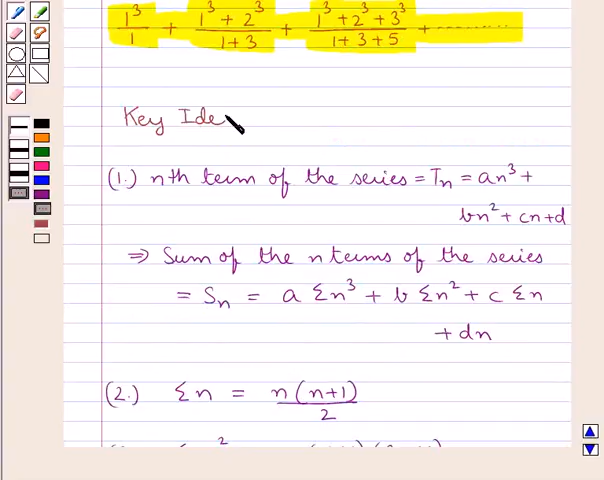 1³/1 + 1³ + 2³/1 + 3 + 1³ + 2³ + 3³/1 + 3 + 5 + ..........
Key Ide
(1.) nth term of the series = Tn = an³ +
bn² + cn + d
⇒ Sum of the n terms of the series
= Sn = a Σn³ + b Σn² + c Σn
+ dn
(2.) Σn = n(n+1)/2